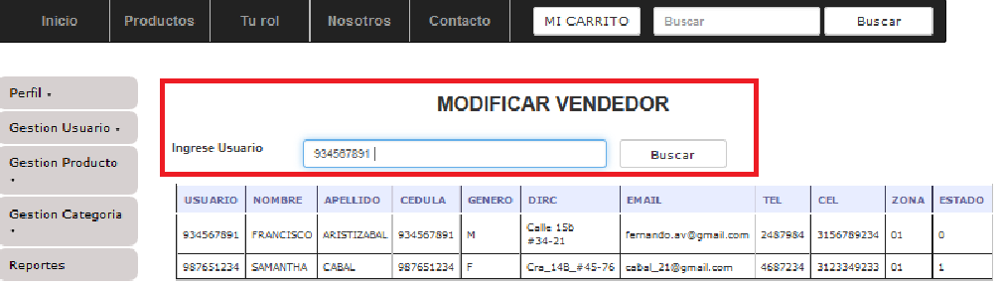 Inicio Productos Tu rol Nosotros Contacto MI CARRITO Buscar Buscar
Perfil
Gestion Usuario
Gestion Producto
Gestion Categoria
Reportes
MODIFICAR VENDEDOR
Ingrese Usuario 934567891 Buscar
USUARIO NOMBRE APELLIDO CEDULA GENERO DIRC EMAIL TEL CEL ZONA ESTADO
934567891 FRANCISCO ARISTIZABAL 934567891 M Calle 15b #34-21 fernando.av@gmail.com 2487984 3156789234 01 0
987651234 SAMANTHA CABAL 987651234 F Cra_14B_#45-76 cabal_21@gmail.com 4687234 3123349233 01 1